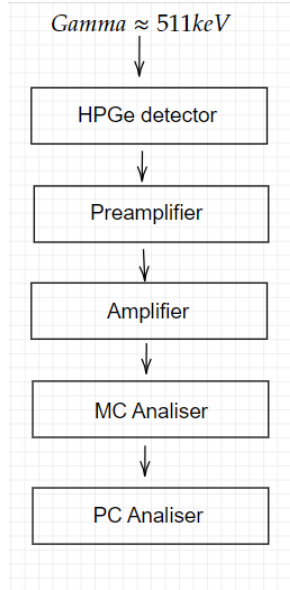 Gamma ≈ 511keV
HPGe detector
Preamplifier
Amplifier
MC Analiser
PC Analiser